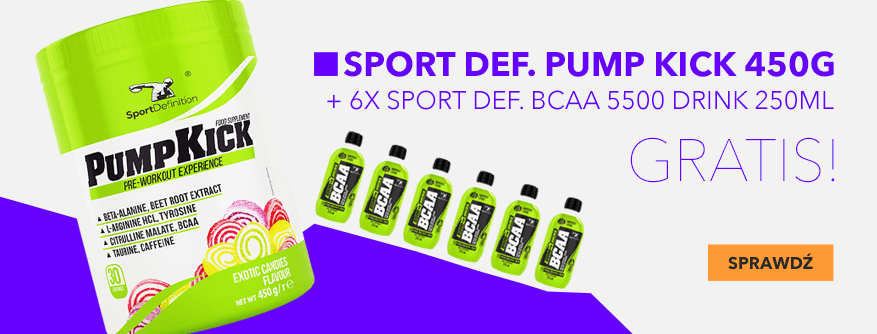 SPORT DEF. PUMP KICK 450G
+ 6X SPORT DEF. BCAA 5500 DRINK 250ML
GRATIS!
SPRAWDŹ
SportDefinition
FOOD SUPPLEMENT
PUMPKICK
PRE-WORKOUT EXPERIENCE
BETA-ALANINE, BEET ROOT EXTRACT
L-ARGININE HCL, TYROSINE
CITRULLINE MALATE, BCAA
TAURINE, CAFFEINE
30
EXOTIC CANDIES
FLAVOUR
NET WT 450 g / r e
BCAA
BCAA
BCAA
BCAA
BCAA
BCAA